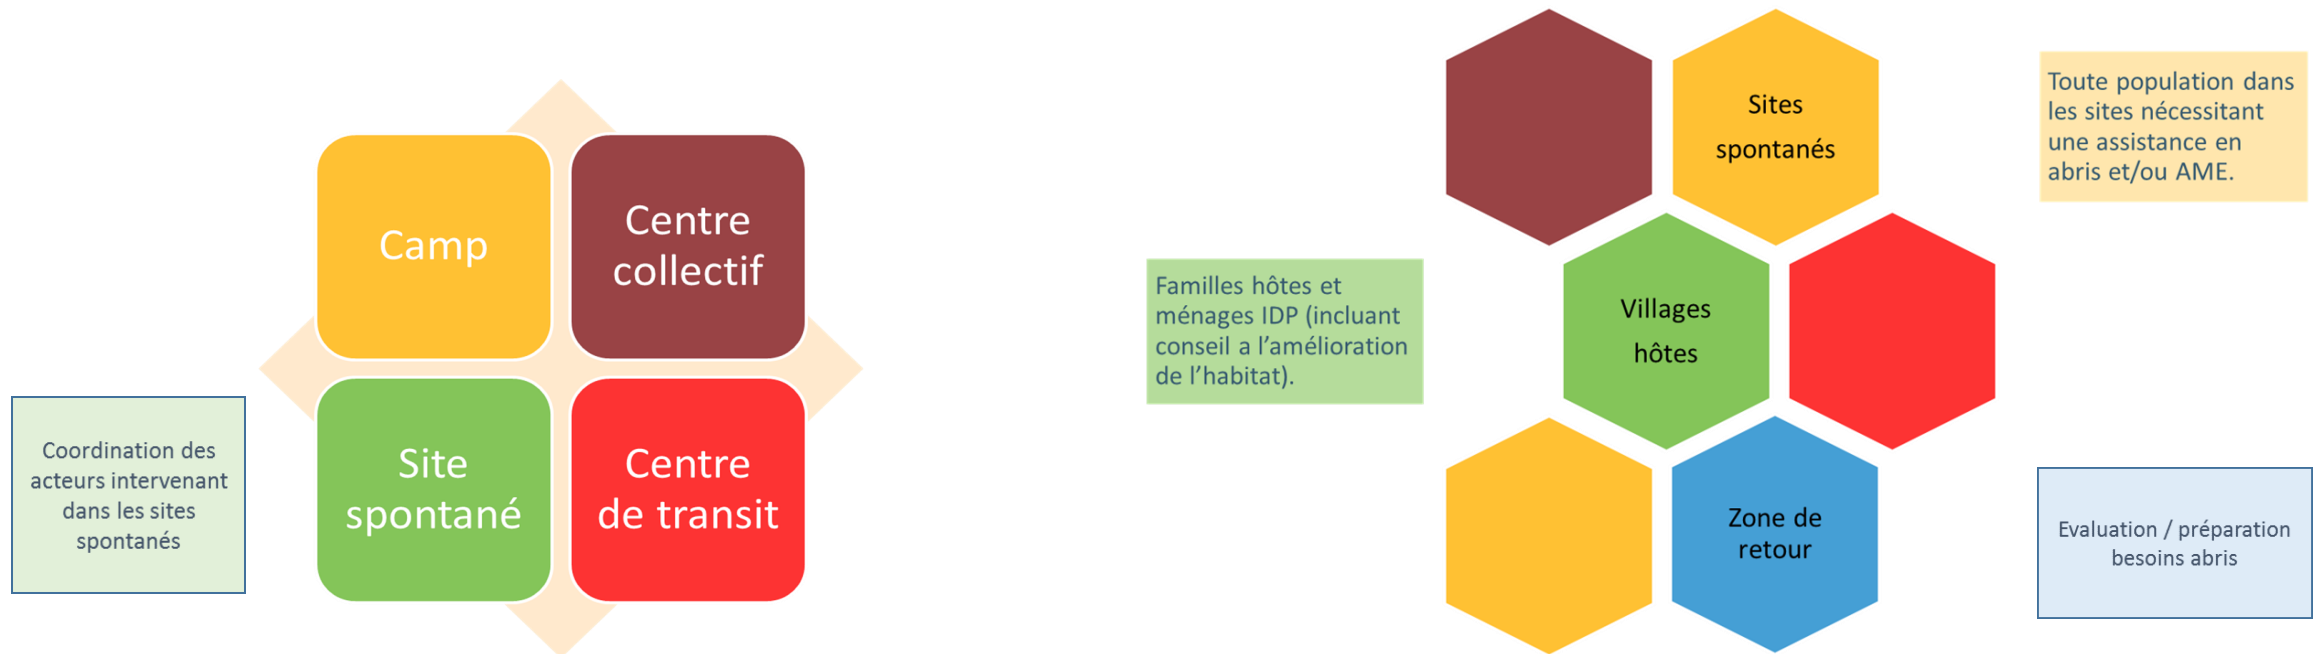 Camp
Centre
collectif
Site
spontané
Centre
de transit
Coordination des
acteurs intervenant
dans les sites
spontanés
Sites
spontanés
Toute population dans
les sites nécessitant
une assistance en
abris et/ou AME.
Familles hôtes et
ménages IDP (incluant
conseil a l’amélioration
de l’habitat).
Villages
hôtes
Zone de
retour
Evaluation / préparation
besoins abris